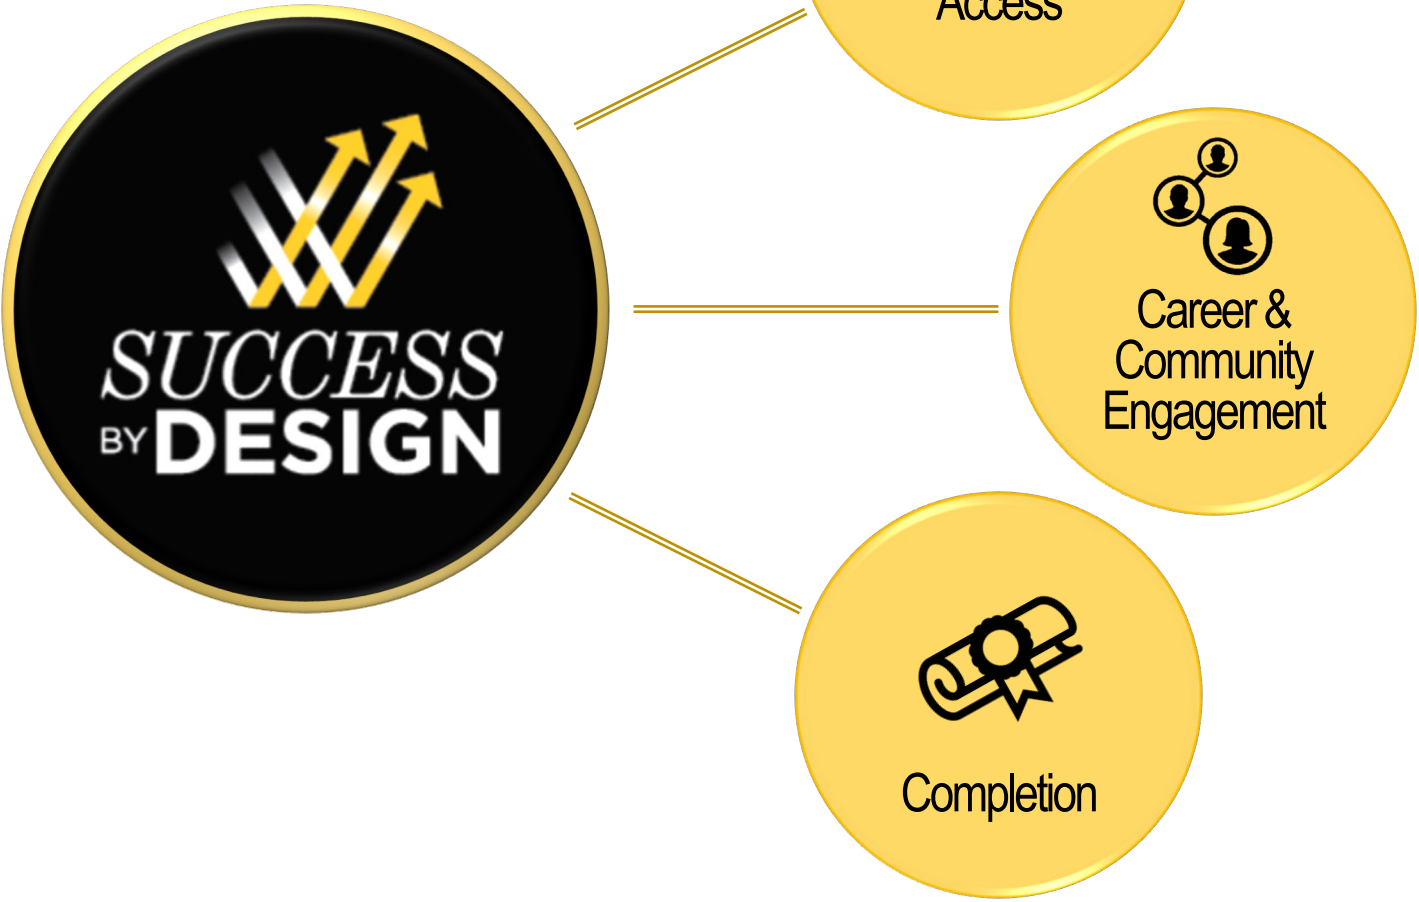 Access
SUCCESS
BY DESIGN
Career &
Community
Engagement
Completion